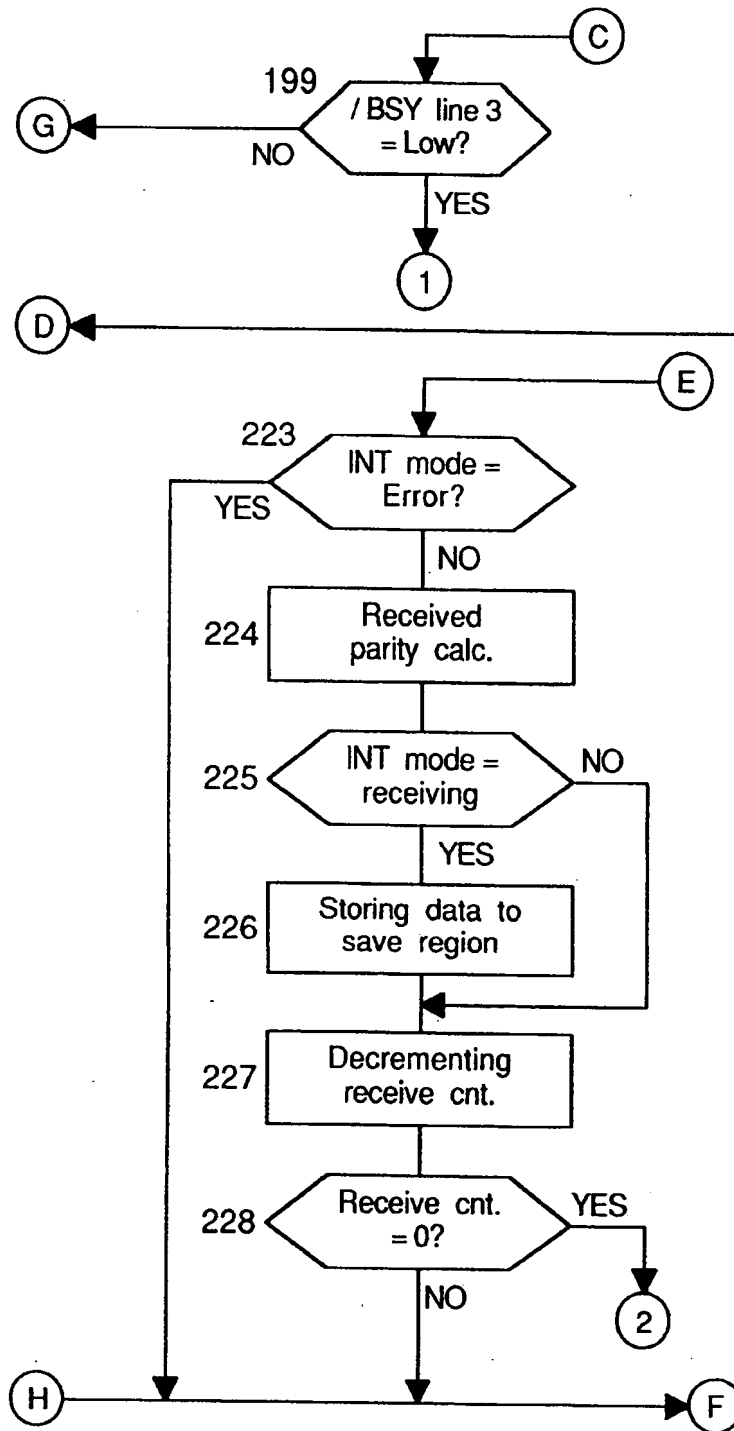 C
199
/ BSY line 3
= Low?
G
NO
YES
1
D
E
223
INT mode =
Error?
YES
NO
224
Received
parity calc.
225
INT mode =
receiving
NO
YES
226
Storing data to
save region
227
Decrementing
receive cnt.
228
Receive cnt.
= 0?
YES
NO
2
H
F